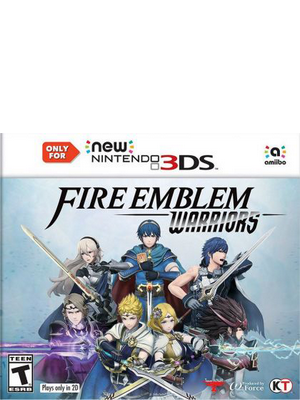 ONLY FOR
new
NINTENDO 3DS
amiibo
FIRE EMBLEM
WARRIORS
TEEN
T
ESRB
Plays only in 2D
Produced by
ω-Force
KT